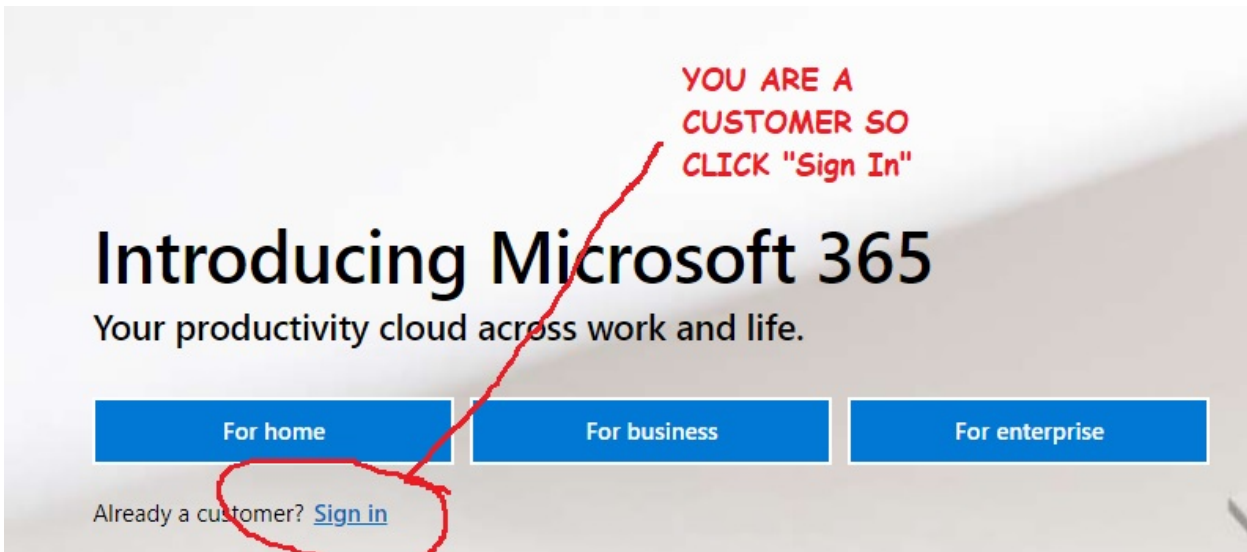 YOU ARE A
CUSTOMER SO
CLICK "Sign In"
Introducing Microsoft 365
Your productivity cloud across work and life.
For home
For business
For enterprise
Already a customer? Sign in